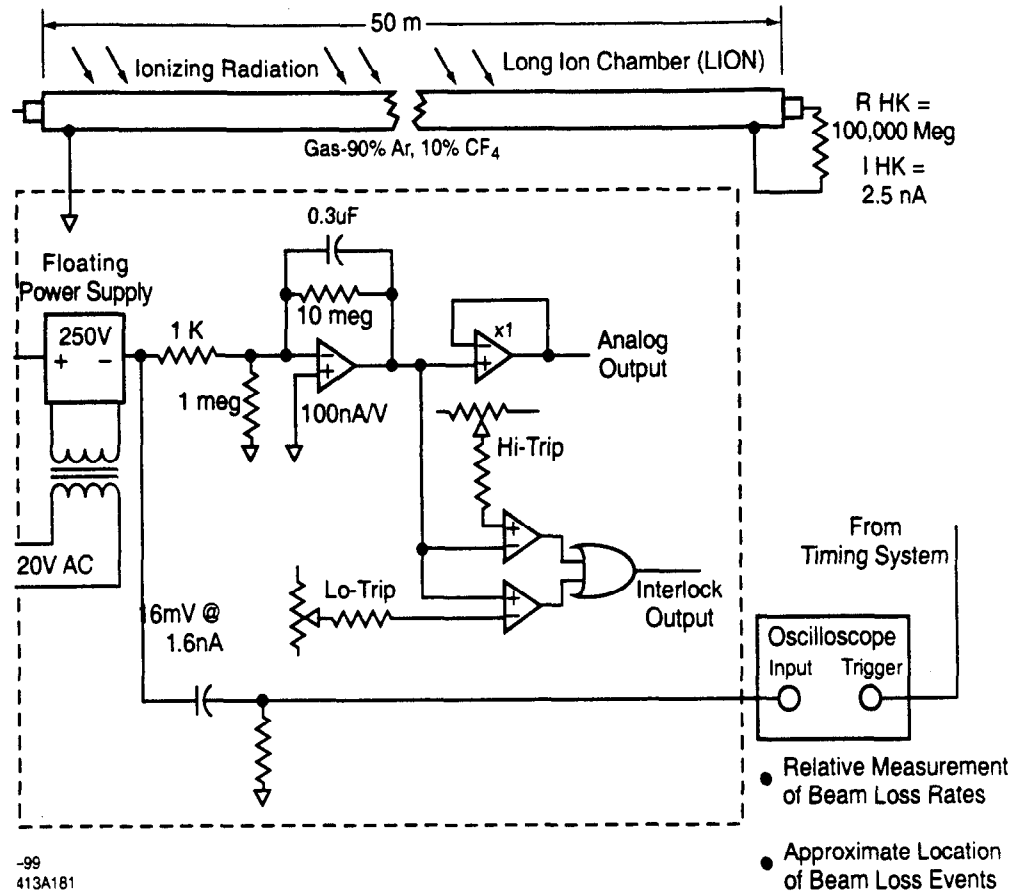 50 m
Ionizing Radiation
Long Ion Chamber (LION)
R HK =
100,000 Meg
I HK =
2.5 nA
Gas-90% Ar, 10% CF₄
0.3uF
Floating
Power Supply
10 meg
250V
+ −
1 K
−
+
x1
−
+
Analog
Output
1 meg
100nA/V
Hi-Trip
+
−
From
Timing System
20V AC
Lo-Trip
+
−
Interlock
Output
16mV @
1.6nA
Oscilloscope
Input Trigger
● Relative Measurement
of Beam Loss Rates
● Approximate Location
of Beam Loss Events
–99
413A181